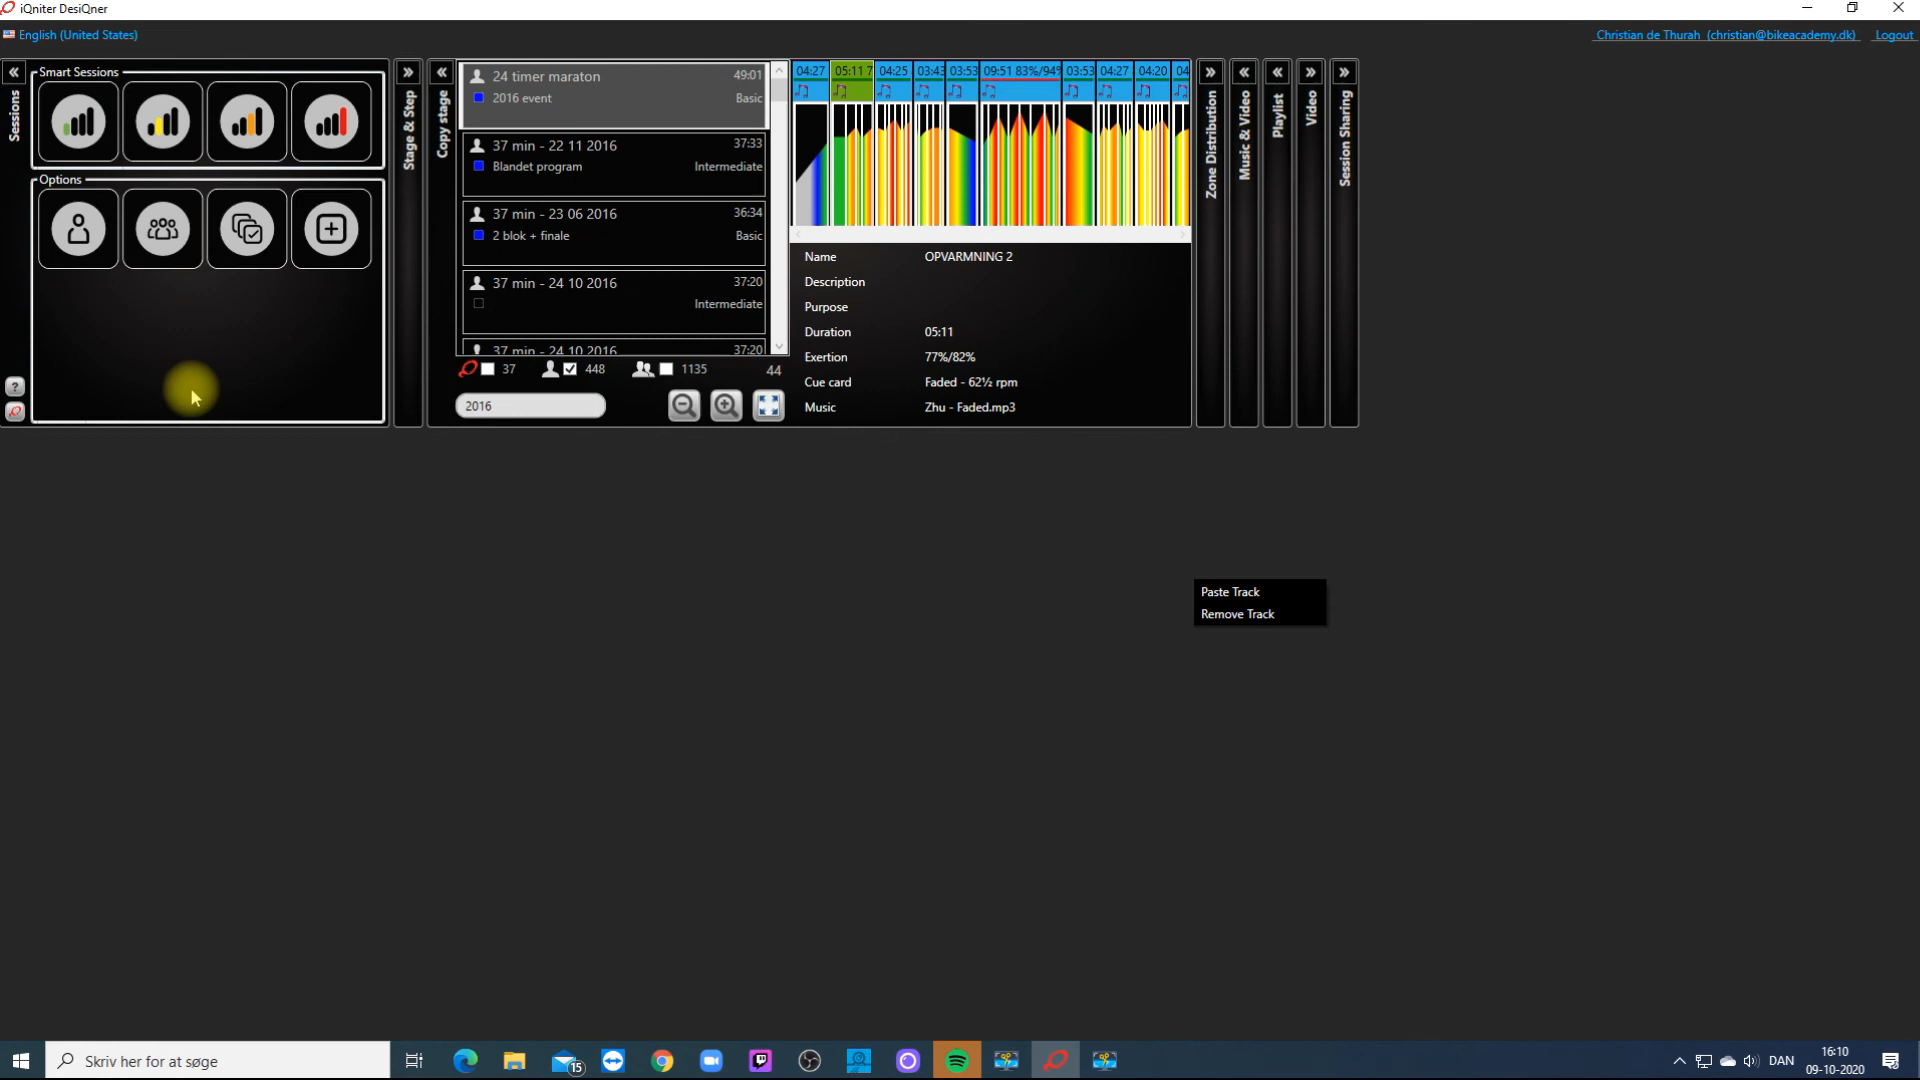 iQniter DesiQner
English (United States)
Christian de Thurah (christian@bikeacademy.dk)
Logout
Sessions
Smart Sessions
Options
Stage & Step
Copy stage
24 timer maraton
49:01
2016 event
Basic
37 min - 22 11 2016
37:33
Blandet program
Intermediate
37 min - 23 06 2016
36:34
2 blok + finale
Basic
37 min - 24 10 2016
37:20
Intermediate
37 min - 24 10 2016
37:20
37
448
1135
44
2016
04:27
05:11 7
04:25
03:43
03:53
09:51 83%/94%
03:53
04:27
04:20
04
Name
OPVARMNING 2
Description
Purpose
Duration
05:11
Exertion
77%/82%
Cue card
Faded - 62½ rpm
Music
Zhu - Faded.mp3
Zone Distribution
Music & Video
Playlist
Video
Session Sharing
?
Paste Track
Remove Track
Skriv her for at søge
15
DAN
16:10
09-10-2020